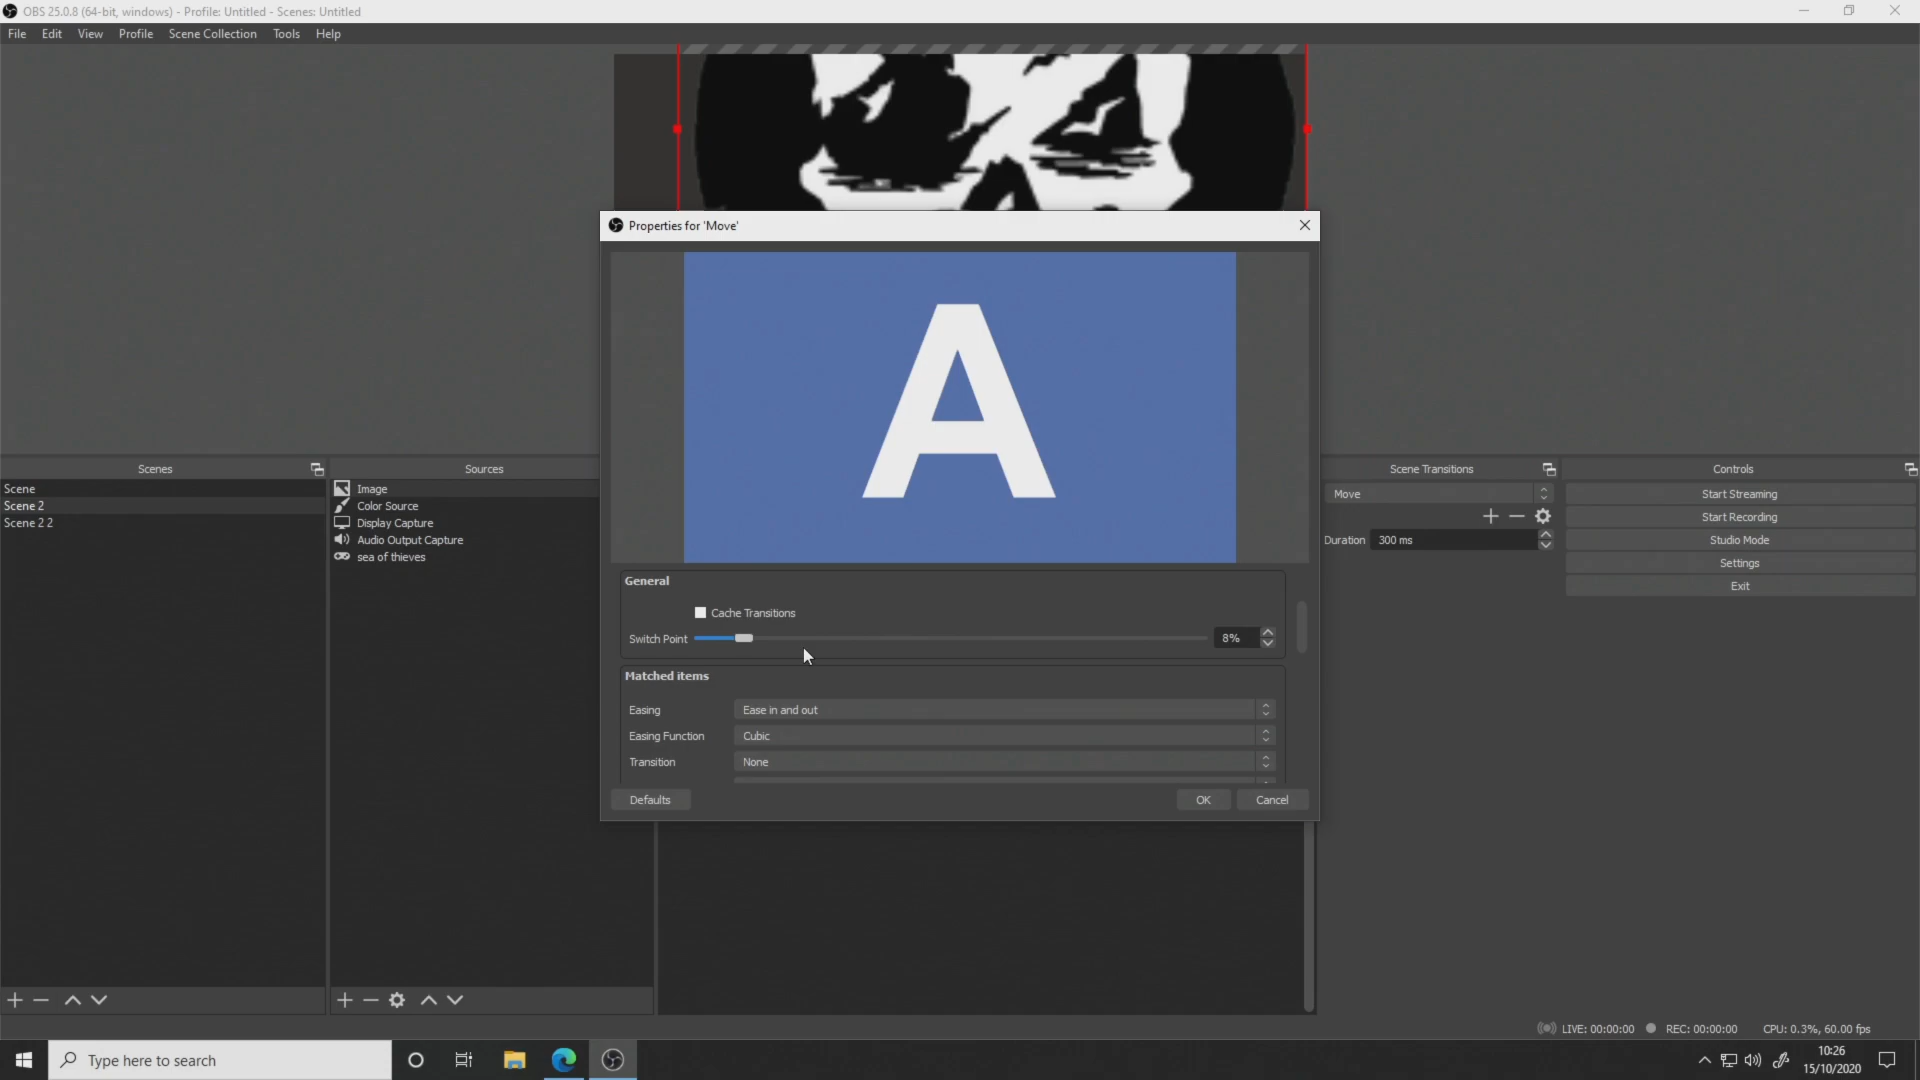 OBS 25.0.8 (64-bit, windows) - Profile: Untitled - Scenes: Untitled
File Edit View Profile Scene Collection Tools Help
Properties for 'Move'
A
Scenes
Scene
Scene 2
Scene 2 2
Sources
Image
Color Source
Display Capture
Audio Output Capture
sea of thieves
General
Cache Transitions
Switch Point 8%
Matched items
Easing Ease in and out
Easing Function Cubic
Transition None
Defaults OK Cancel
Scene Transitions
Move
Duration 300 ms
Controls
Start Streaming
Start Recording
Studio Mode
Settings
Exit
LIVE: 00:00:00 REC: 00:00:00 CPU: 0.3%, 60.00 fps
Type here to search
10:26
15/10/2020